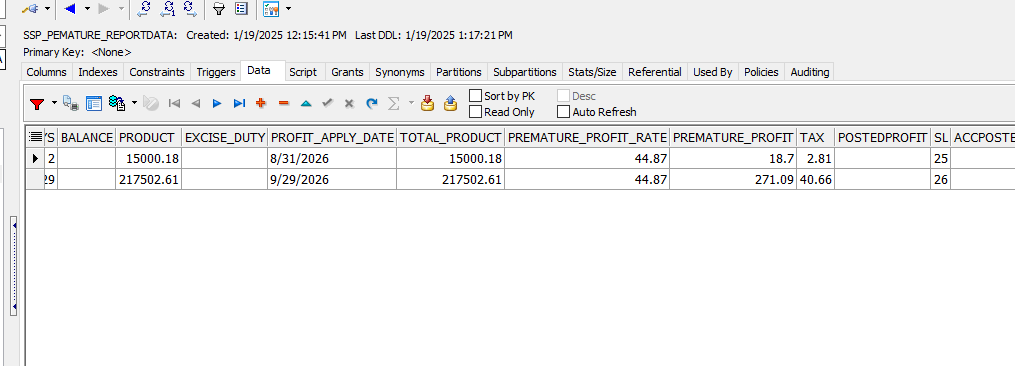 SSP_PEMATURE_REPORTDATA: Created: 1/19/2025 12:15:41 PM Last DDL: 1/19/2025 1:17:21 PM
Primary Key: <None>
Columns Indexes Constraints Triggers Data Script Grants Synonyms Partitions Subpartitions Stats/Size Referential Used By Policies Auditing
Sort by PK Desc
Read Only Auto Refresh
YS BALANCE PRODUCT EXCISE_DUTY PROFIT_APPLY_DATE TOTAL_PRODUCT PREMATURE_PROFIT_RATE PREMATURE_PROFIT TAX POSTEDPROFIT SL ACCPOSTE
2 15000.18 8/31/2026 15000.18 44.87 18.7 2.81 25
29 217502.61 9/29/2026 217502.61 44.87 271.09 40.66 26